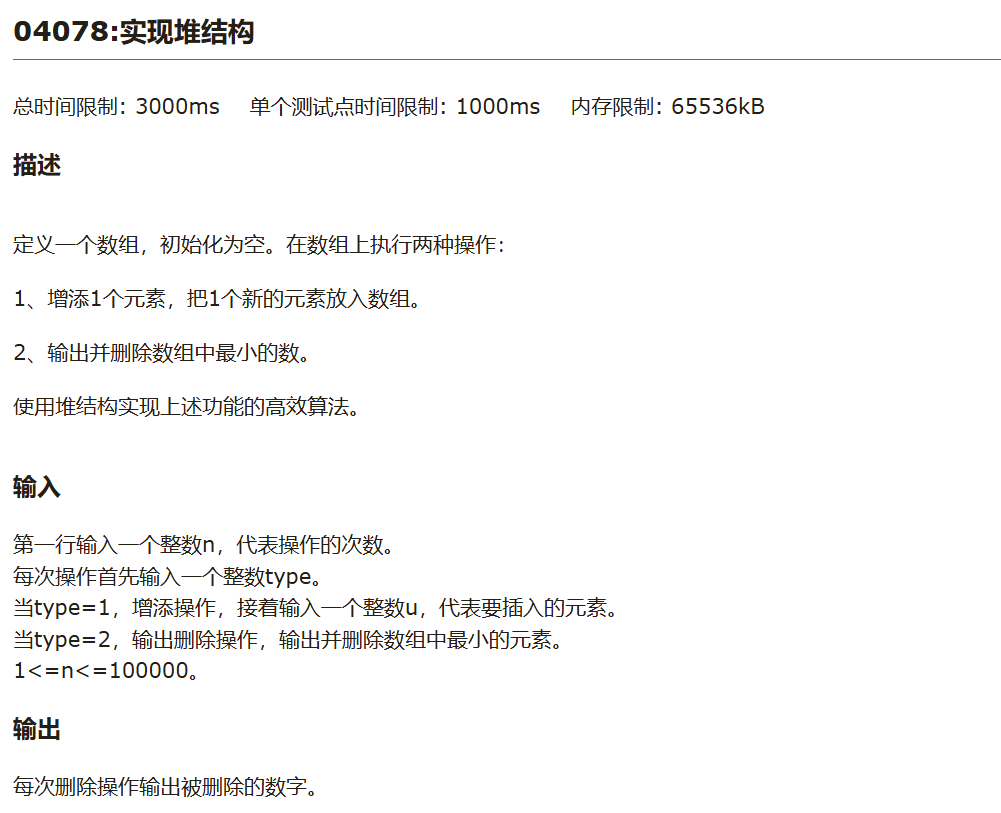 04078:实现堆结构
总时间限制: 3000ms 单个测试点时间限制: 1000ms 内存限制: 65536kB
描述
定义一个数组，初始化为空。在数组上执行两种操作：
1、增添1个元素，把1个新的元素放入数组。
2、输出并删除数组中最小的数。
使用堆结构实现上述功能的高效算法。
输入
第一行输入一个整数n，代表操作的次数。
每次操作首先输入一个整数type。
当type=1，增添操作，接着输入一个整数u，代表要插入的元素。
当type=2，输出删除操作，输出并删除数组中最小的元素。
1<=n<=100000。
输出
每次删除操作输出被删除的数字。